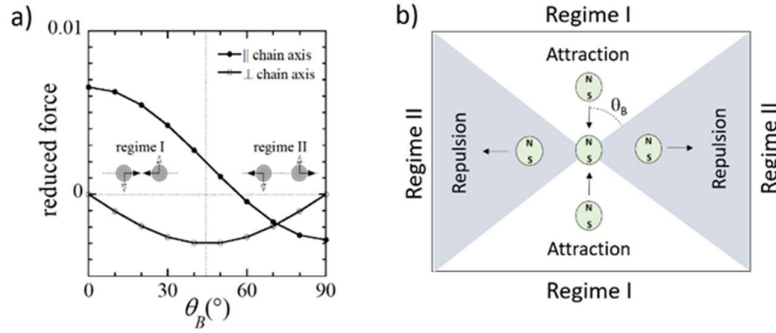 a)
0.01
0
reduced force
|| chain axis
⊥ chain axis
regime I
regime II
0
30
60
90
θB(°)
b)
Regime I
Regime II
Attraction
N
S
θB
Repulsion
N
S
N
S
N
S
Repulsion
Regime II
N
S
Attraction
Regime I